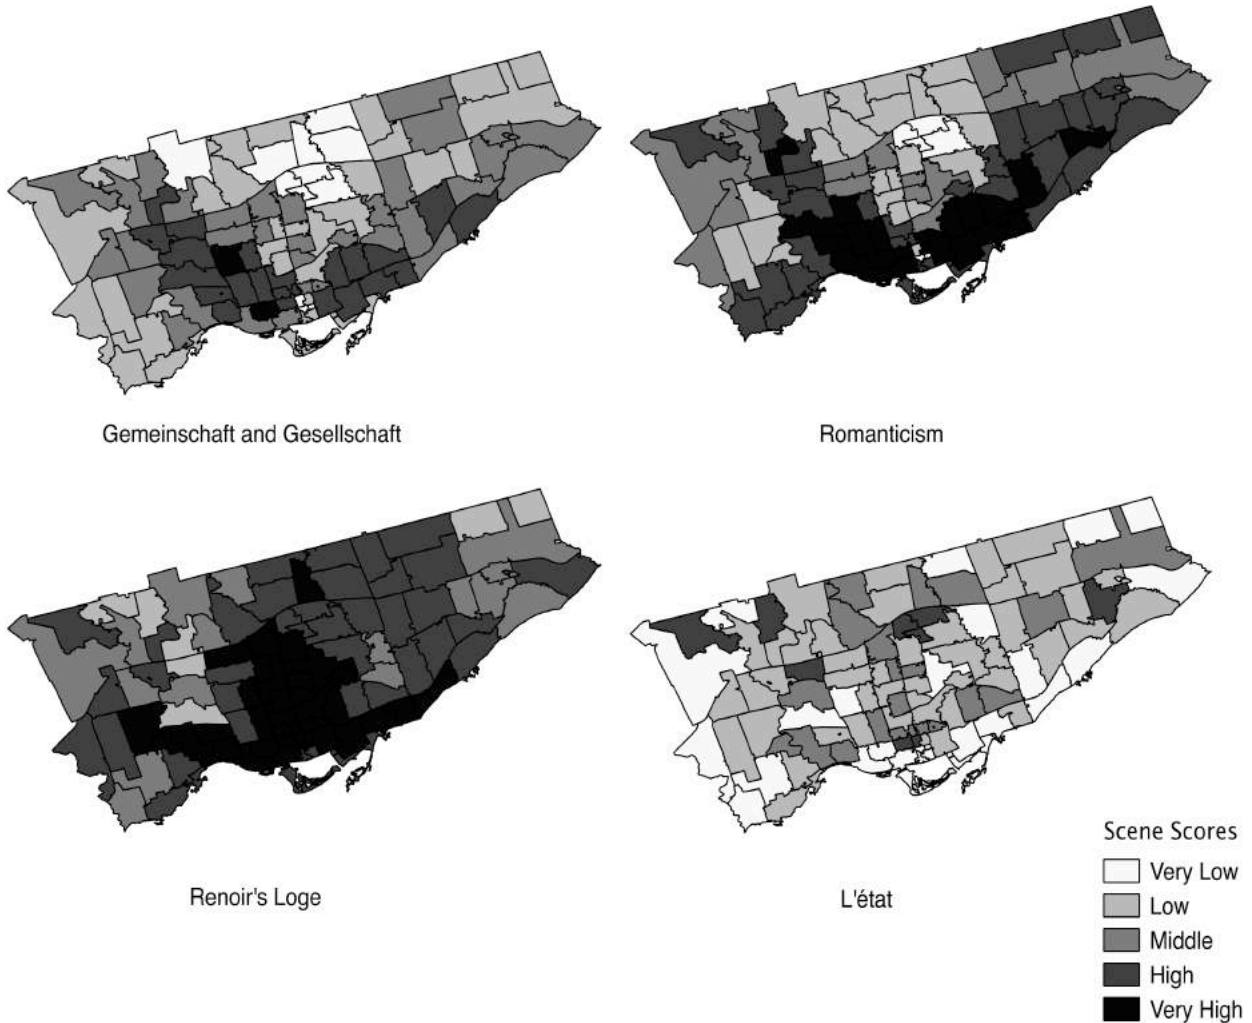 Gemeinschaft and Gesellschaft
Romanticism
Renoir's Loge
L'état
Scene Scores
Very Low
Low
Middle
High
Very High